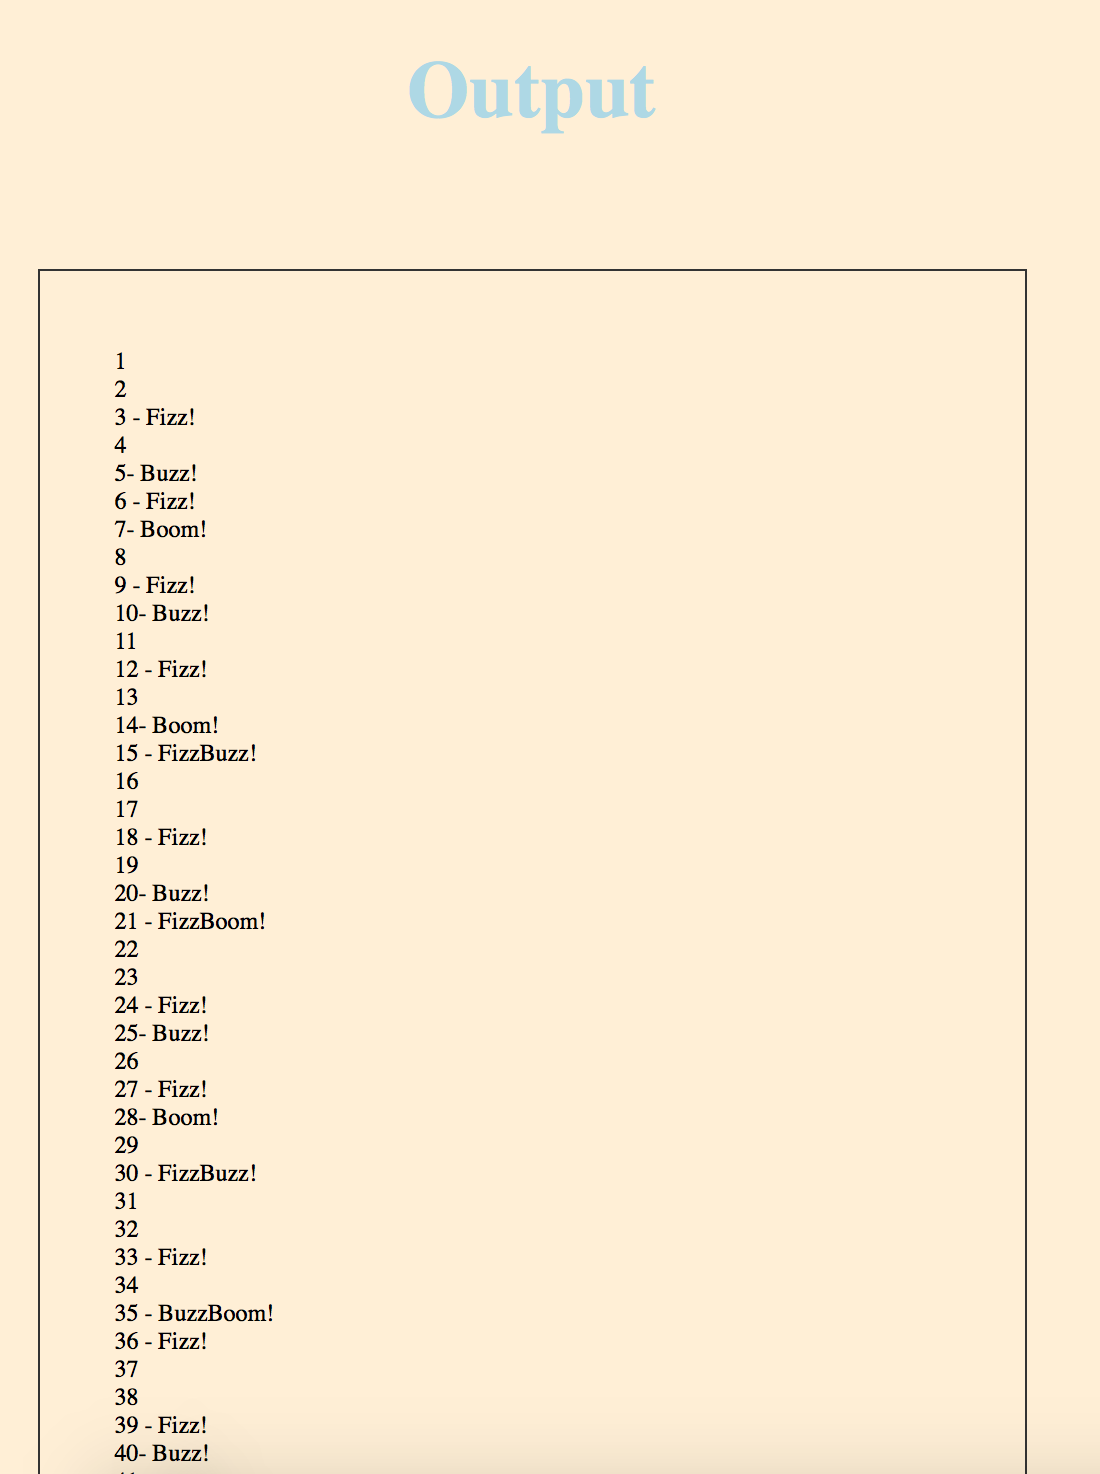 Output
1
2
3 - Fizz!
4
5- Buzz!
6 - Fizz!
7- Boom!
8
9 - Fizz!
10- Buzz!
11
12 - Fizz!
13
14- Boom!
15 - FizzBuzz!
16
17
18 - Fizz!
19
20- Buzz!
21 - FizzBoom!
22
23
24 - Fizz!
25- Buzz!
26
27 - Fizz!
28- Boom!
29
30 - FizzBuzz!
31
32
33 - Fizz!
34
35 - BuzzBoom!
36 - Fizz!
37
38
39 - Fizz!
40- Buzz!